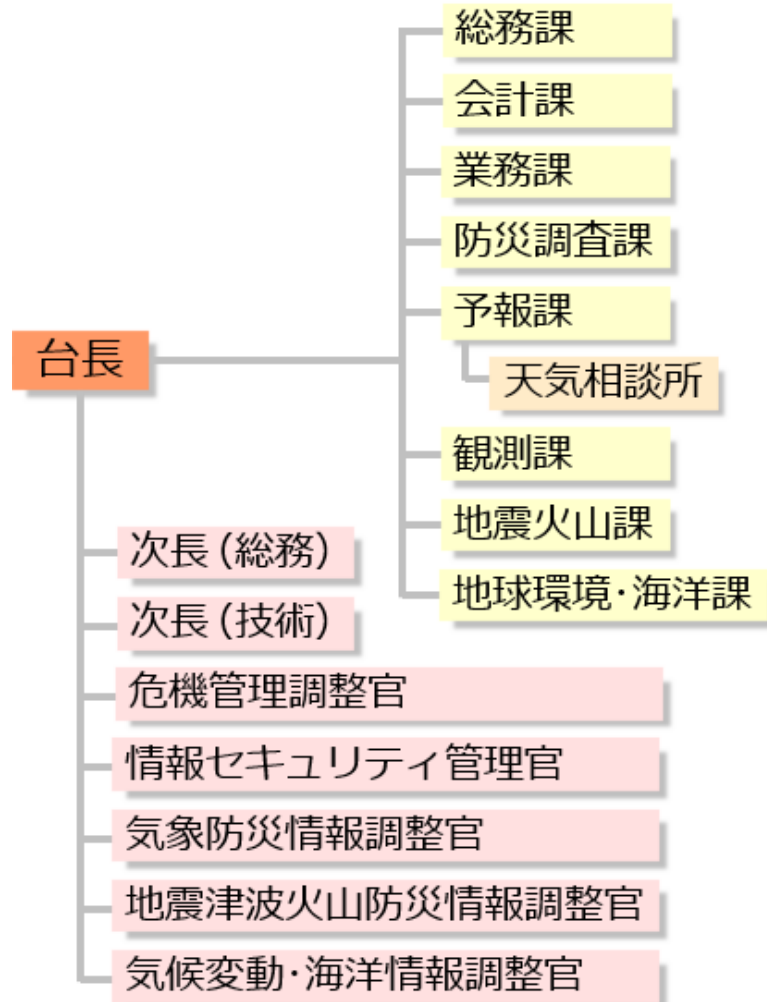 総務課
会計課
業務課
防災調査課
予報課
台長
天気相談所
観測課
地震火山課
地球環境･海洋課
次長 (総務)
次長 (技術)
危機管理調整官
情報セキュリティ管理官
気象防災情報調整官
地震津波火山防災情報調整官
気候変動･海洋情報調整官